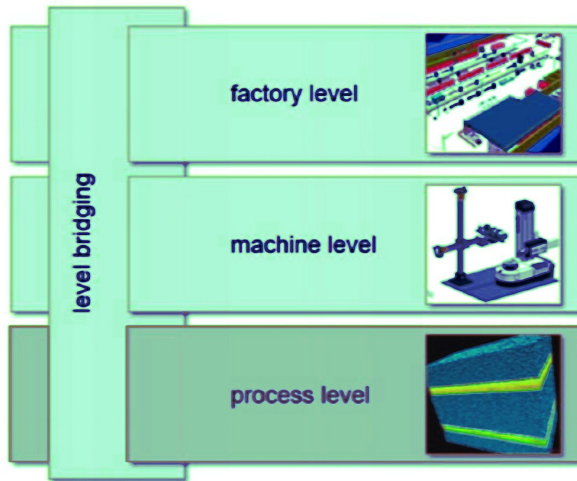 factory level
level bridging
machine level
process level